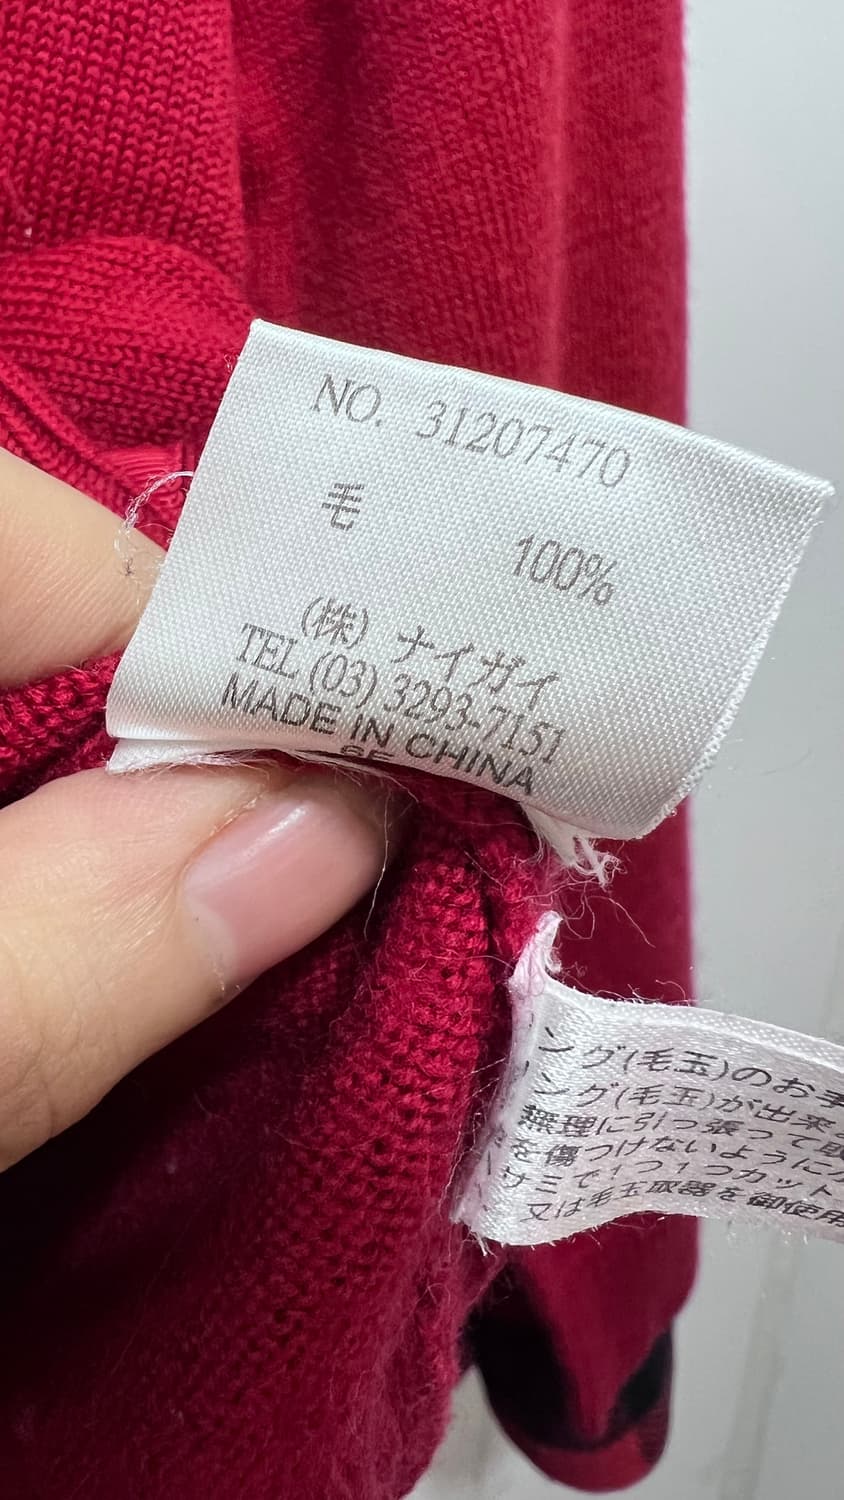 NO. 31207470
毛
100%
(株) ナイガイ
TEL (03) 3293-7151
MADE IN CHINA
ング(毛玉)のお手
リング(毛玉)が出来
無理に引っ張って取
を傷つけないように
サミで1つ1つカット
又は毛玉取器を御使用